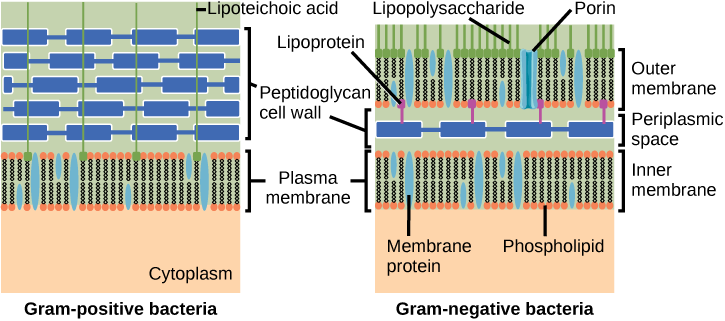 Lipoteichoic acid
Lipopolysaccharide
Porin
Lipoprotein
Peptidoglycan
cell wall
Outer
membrane
Periplasmic
space
Plasma
membrane
Inner
membrane
Membrane
protein
Phospholipid
Cytoplasm
Gram-positive bacteria
Gram-negative bacteria